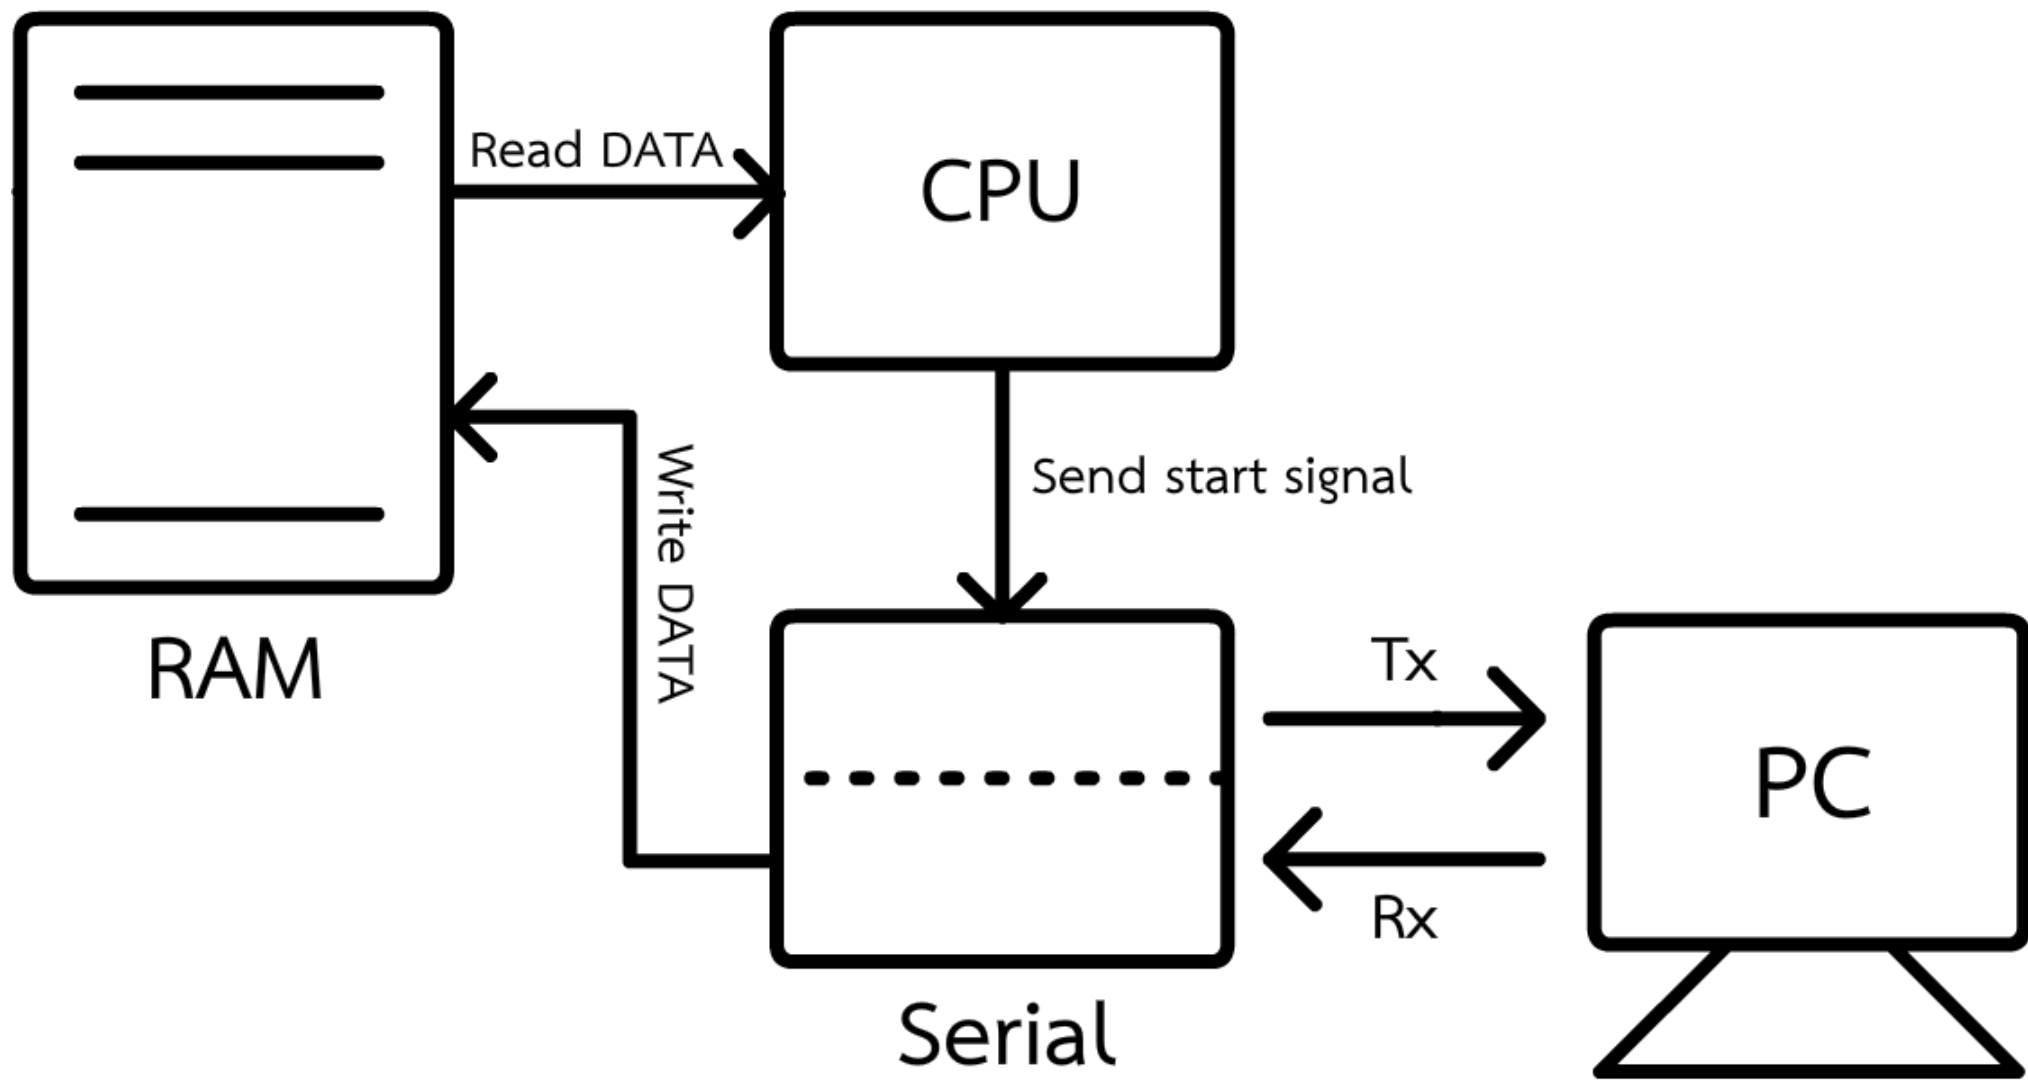 Read DATA
CPU
Write DATA
Send start signal
RAM
Tx
PC
Rx
Serial